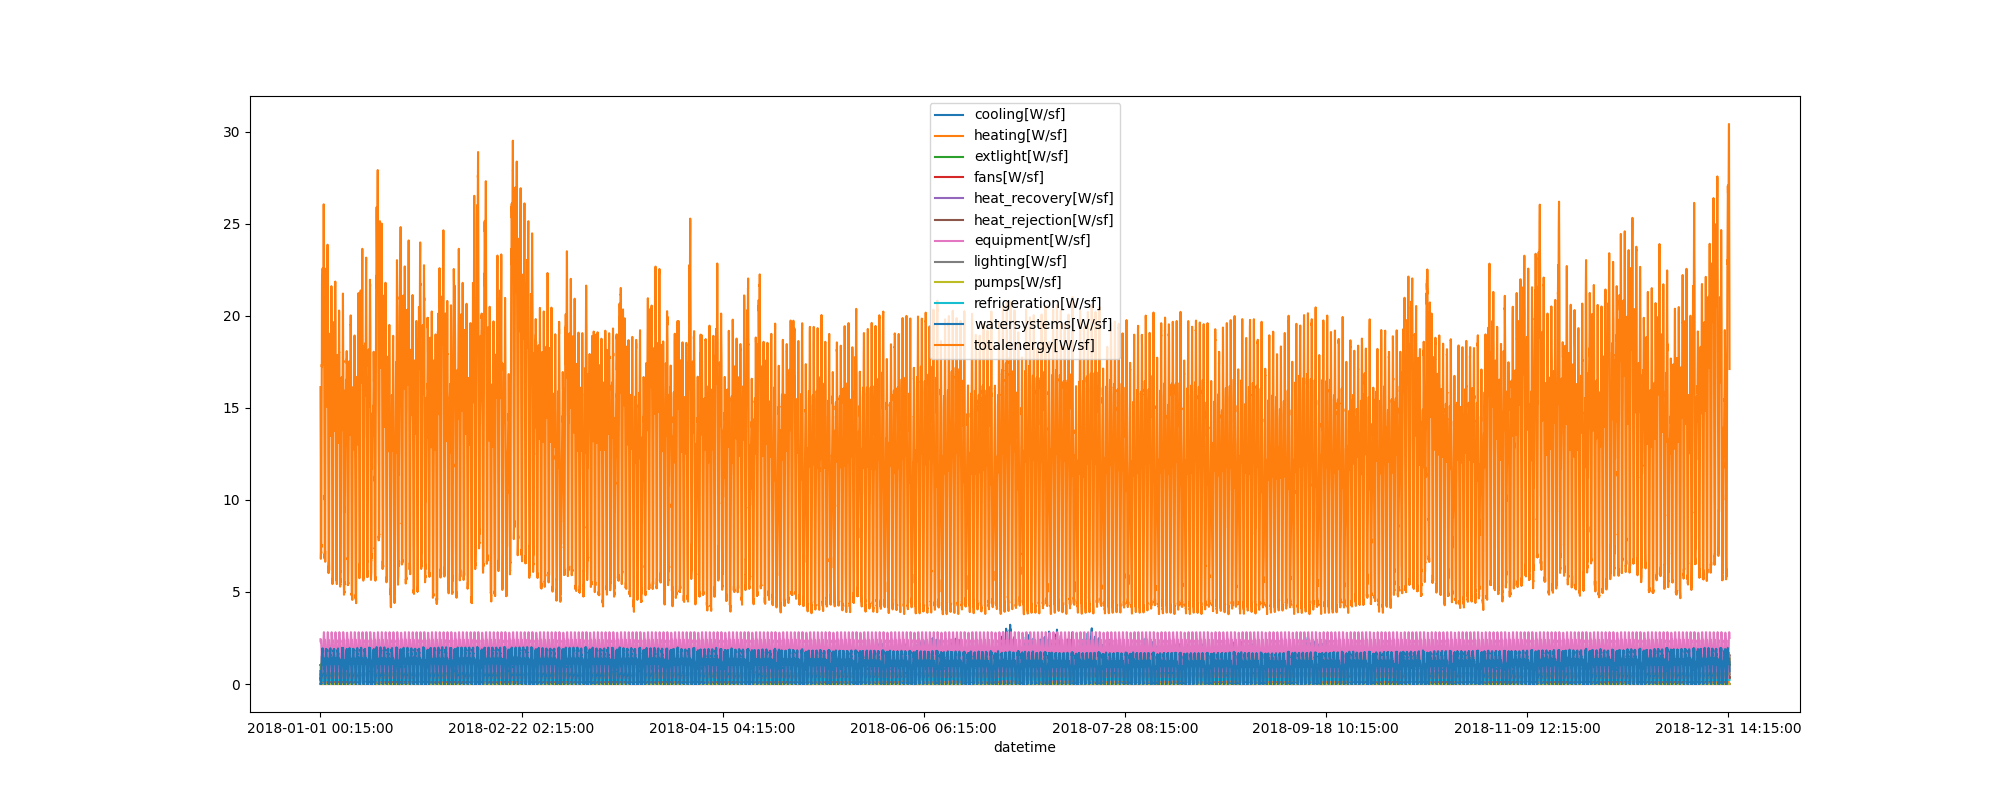 30
25
20
15
10
5
0
cooling[W/sf]
heating[W/sf]
extlight[W/sf]
fans[W/sf]
heat_recovery[W/sf]
heat_rejection[W/sf]
equipment[W/sf]
lighting[W/sf]
pumps[W/sf]
refrigeration[W/sf]
watersystems[W/sf]
totalenergy[W/sf]
2018-01-01 00:15:00
2018-02-22 02:15:00
2018-04-15 04:15:00
2018-06-06 06:15:00
2018-07-28 08:15:00
2018-09-18 10:15:00
2018-11-09 12:15:00
2018-12-31 14:15:00
datetime